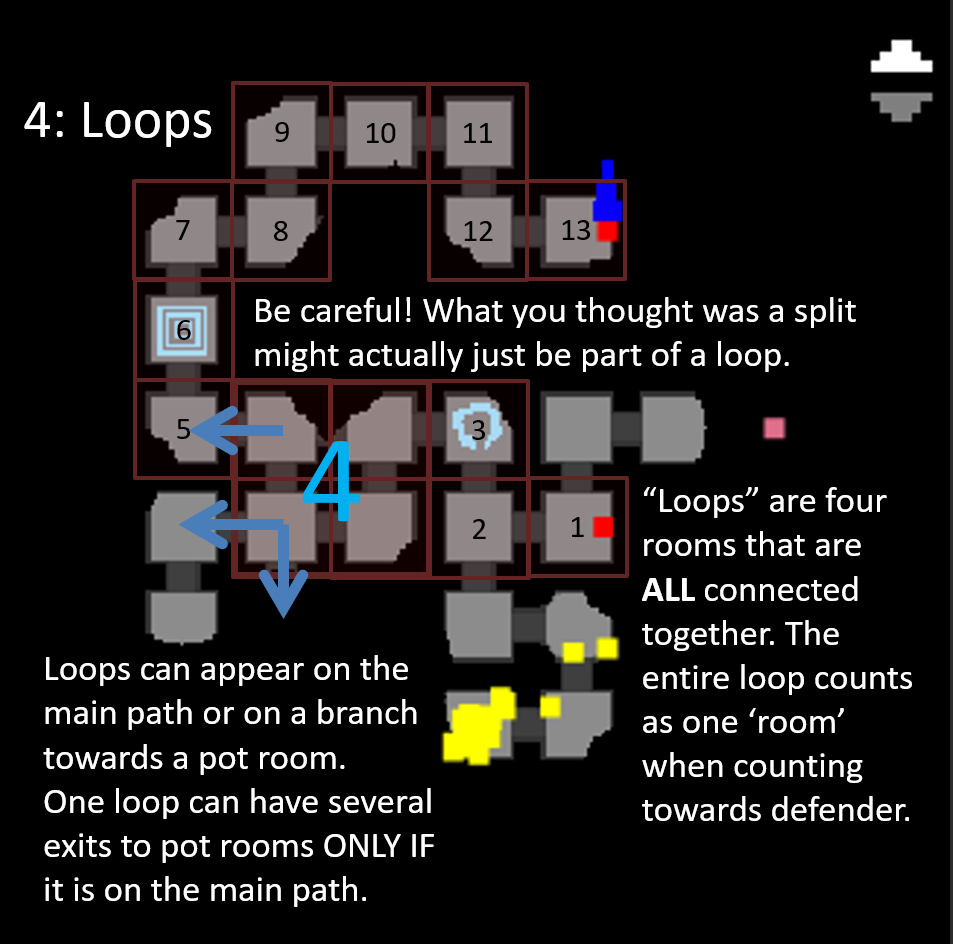 4: Loops
9
10
11
7
8
12
13
6
Be careful! What you thought was a split
might actually just be part of a loop.
5
4
3
2
1
“Loops” are four
rooms that are
ALL connected
together. The
entire loop counts
as one ‘room’
when counting
towards defender.
Loops can appear on the
main path or on a branch
towards a pot room.
One loop can have several
exits to pot rooms ONLY IF
it is on the main path.